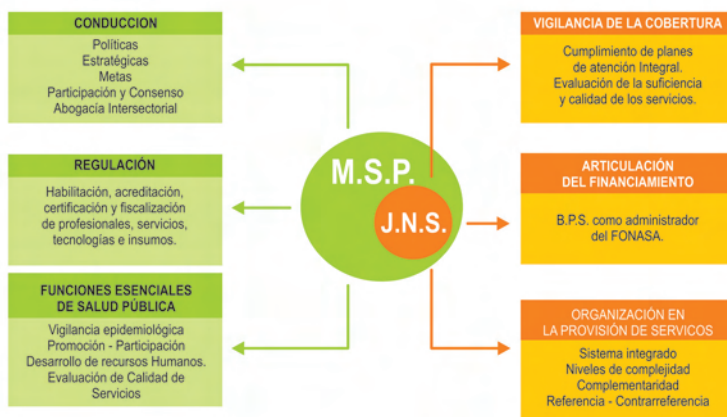 CONDUCCION
Políticas
Estratégicas
Metas
Participación y Consenso
Abogacía Intersectorial
REGULACIÓN
Habilitación, acreditación,
certificación y fiscalización
de profesionales, servicios,
tecnologías e insumos.
FUNCIONES ESENCIALES
DE SALUD PÚBLICA
Vigilancia epidemiológica
Promoción - Participación
Desarrollo de recursos Humanos.
Evaluación de Calidad de
Servicios
M.S.P.
J.N.S.
VIGILANCIA DE LA COBERTURA
Cumplimiento de planes
de atención Integral.
Evaluación de la suficiencia
y calidad de los servicios.
ARTICULACIÓN
DEL FINANCIAMIENTO
B.P.S. como administrador
del FONASA.
ORGANIZACIÓN EN
LA PROVISIÓN DE SERVICOS
Sistema integrado
Niveles de complejidad
Complementaridad
Referencia - Contrarreferencia